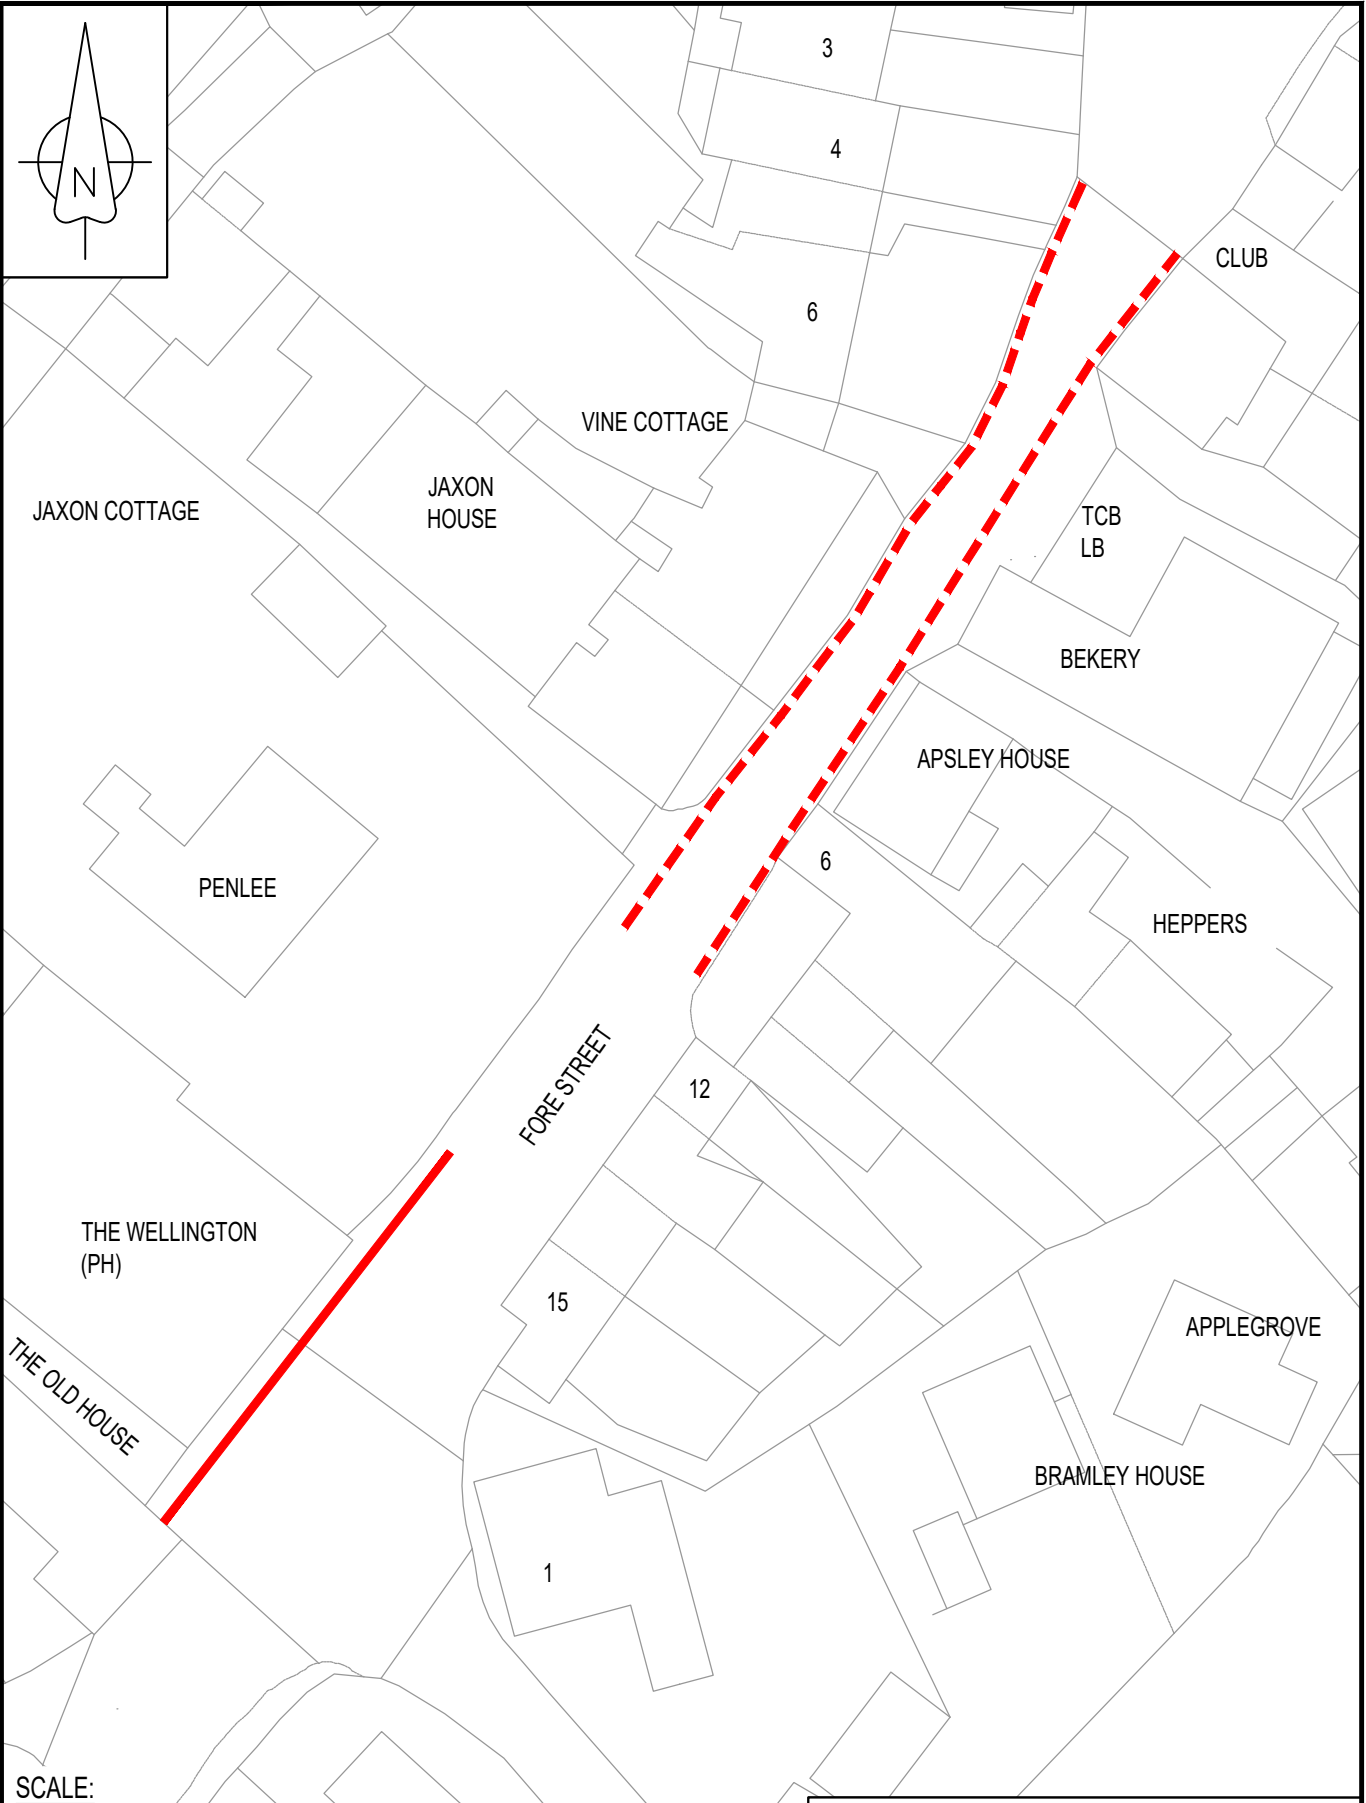 N
3
4
CLUB
6
VINE COTTAGE
JAXON
HOUSE
JAXON COTTAGE
TCB
LB
BEKERY
APSLEY HOUSE
6
PENLEE
HEPPERS
FORE STREET
12
THE WELLINGTON
(PH)
15
APPLEGROVE
THE OLD HOUSE
BRAMLEY HOUSE
1
SCALE: